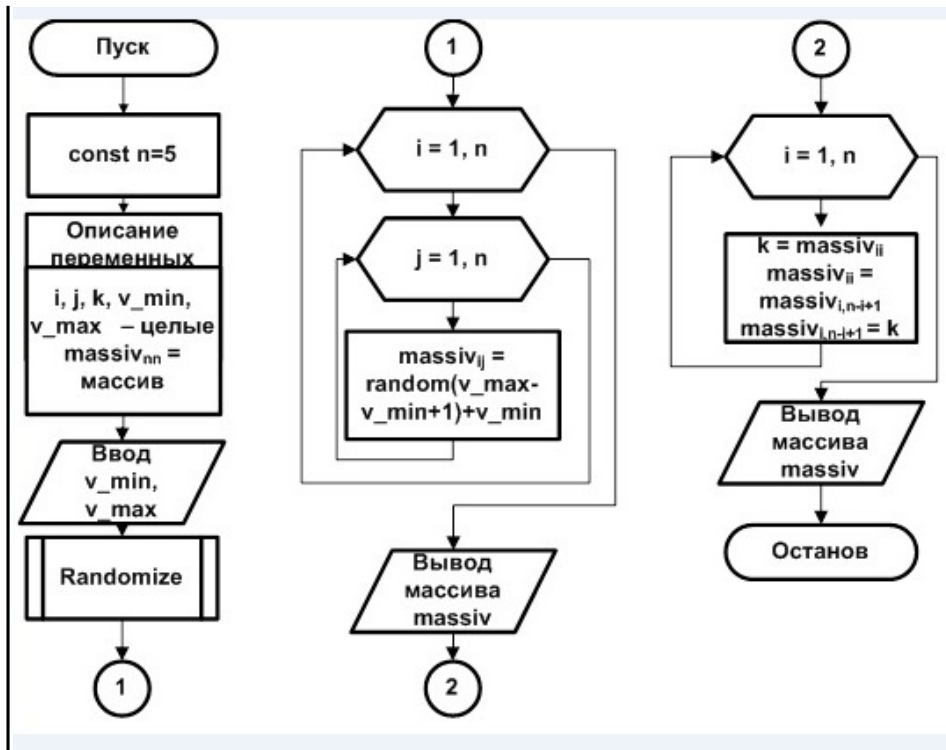 Пуск
const n=5
Описание
переменных
i, j, k, v_min,
v_max – целые
massivnn =
массив
Ввод
v_min,
v_max
Randomize
1
1
i = 1, n
j = 1, n
massivij =
random(v_max-
v_min+1)+v_min
Вывод
массива
massiv
2
2
i = 1, n
k = massivii
massivii =
massivi,n-i+1
massivi,n-i+1 = k
Вывод
массива
massiv
Останов